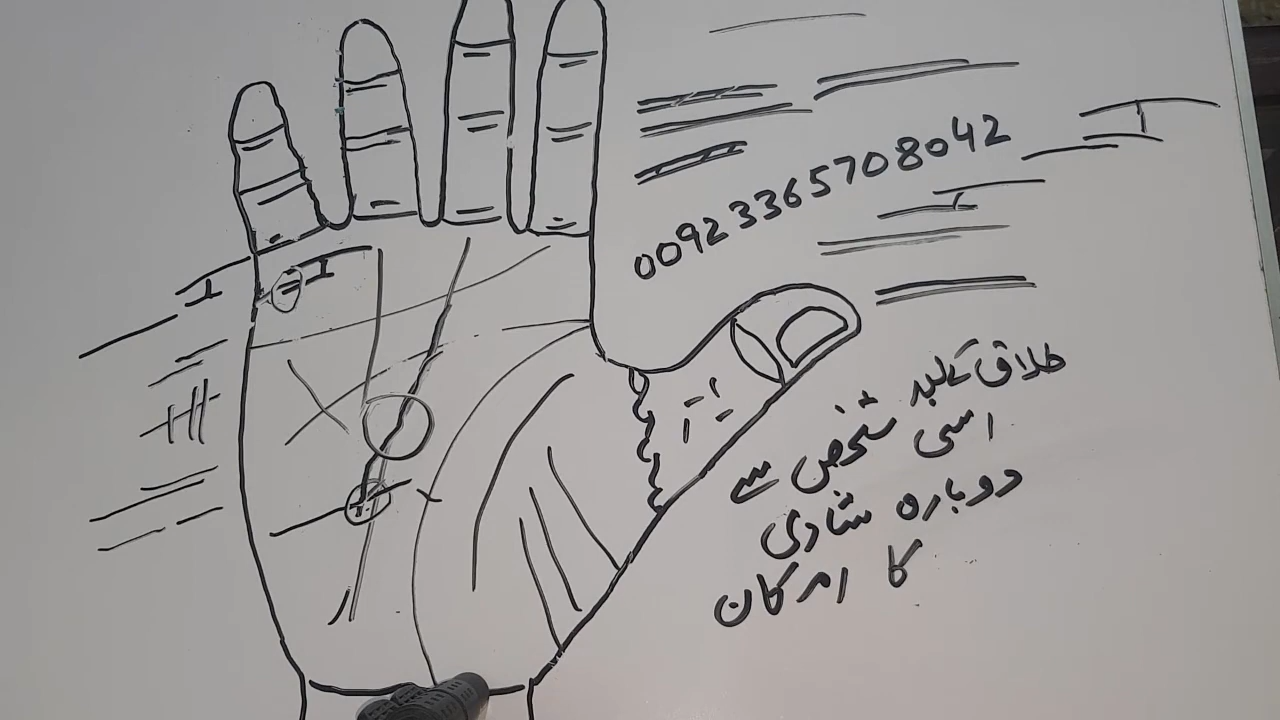 00923365708042
طلاق کے بعد
اسی شخص سے
دوبارہ شادی
کا امکان